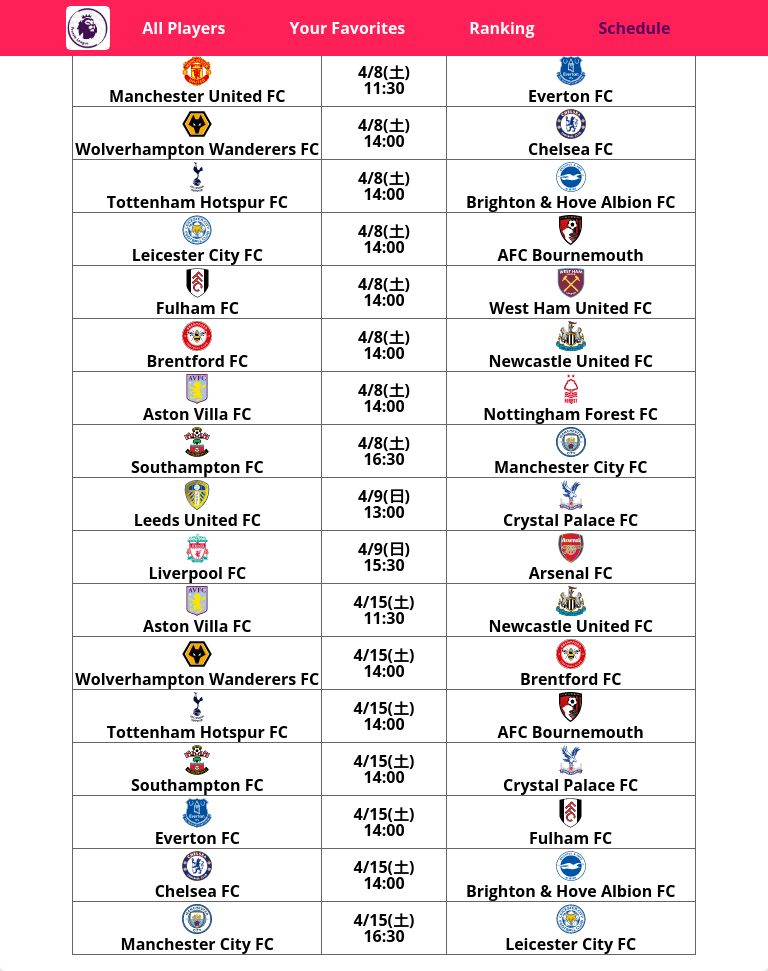 All Players
Your Favorites
Ranking
Schedule
Manchester United FC
4/8(土)
11:30
Everton FC
Wolverhampton Wanderers FC
4/8(土)
14:00
Chelsea FC
Tottenham Hotspur FC
4/8(土)
14:00
Brighton & Hove Albion FC
Leicester City FC
4/8(土)
14:00
AFC Bournemouth
Fulham FC
4/8(土)
14:00
West Ham United FC
Brentford FC
4/8(土)
14:00
Newcastle United FC
Aston Villa FC
4/8(土)
14:00
Nottingham Forest FC
Southampton FC
4/8(土)
16:30
Manchester City FC
Leeds United FC
4/9(日)
13:00
Crystal Palace FC
Liverpool FC
4/9(日)
15:30
Arsenal FC
Aston Villa FC
4/15(土)
11:30
Newcastle United FC
Wolverhampton Wanderers FC
4/15(土)
14:00
Brentford FC
Tottenham Hotspur FC
4/15(土)
14:00
AFC Bournemouth
Southampton FC
4/15(土)
14:00
Crystal Palace FC
Everton FC
4/15(土)
14:00
Fulham FC
Chelsea FC
4/15(土)
14:00
Brighton & Hove Albion FC
Manchester City FC
4/15(土)
16:30
Leicester City FC